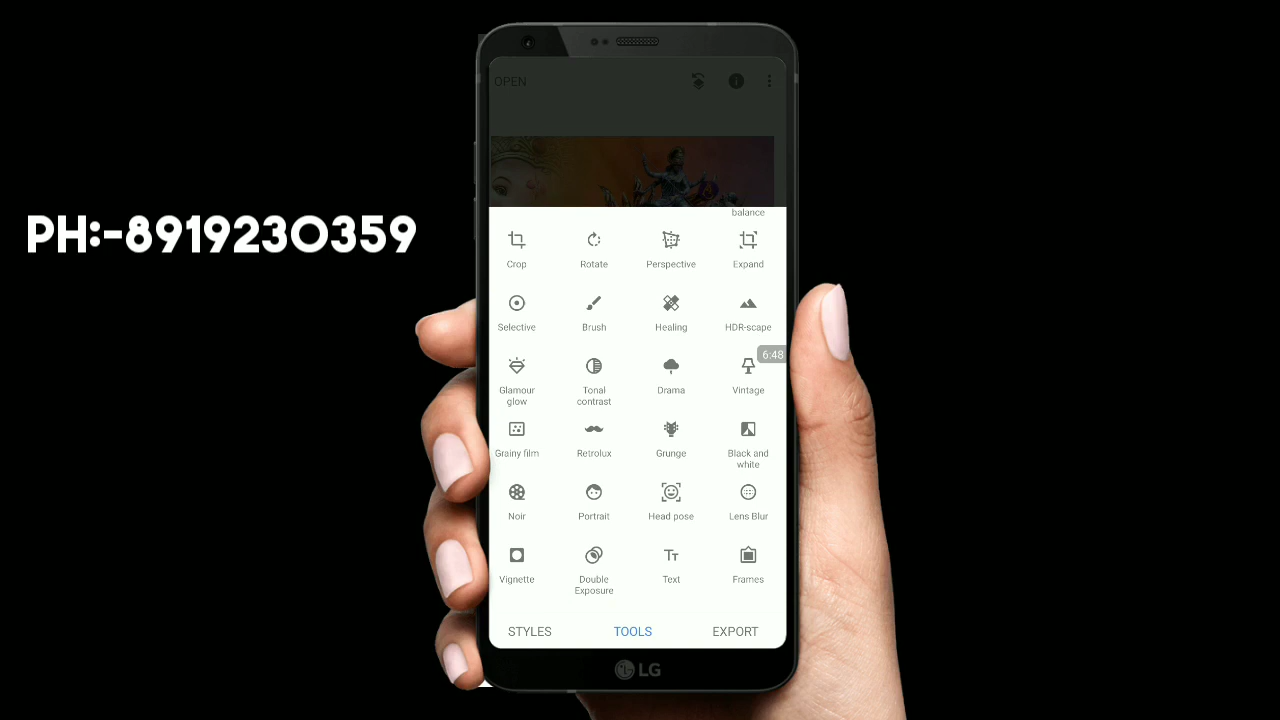 OPEN
balance
PH:-8919230359
Crop Rotate Perspective Expand
Selective Brush Healing HDR-scape
6:48
Glamour glow Tonal contrast Drama Vintage
Grainy film Retrolux Grunge Black and white
Noir Portrait Head pose Lens Blur
Vignette Double Exposure Text Frames
STYLES TOOLS EXPORT
LG